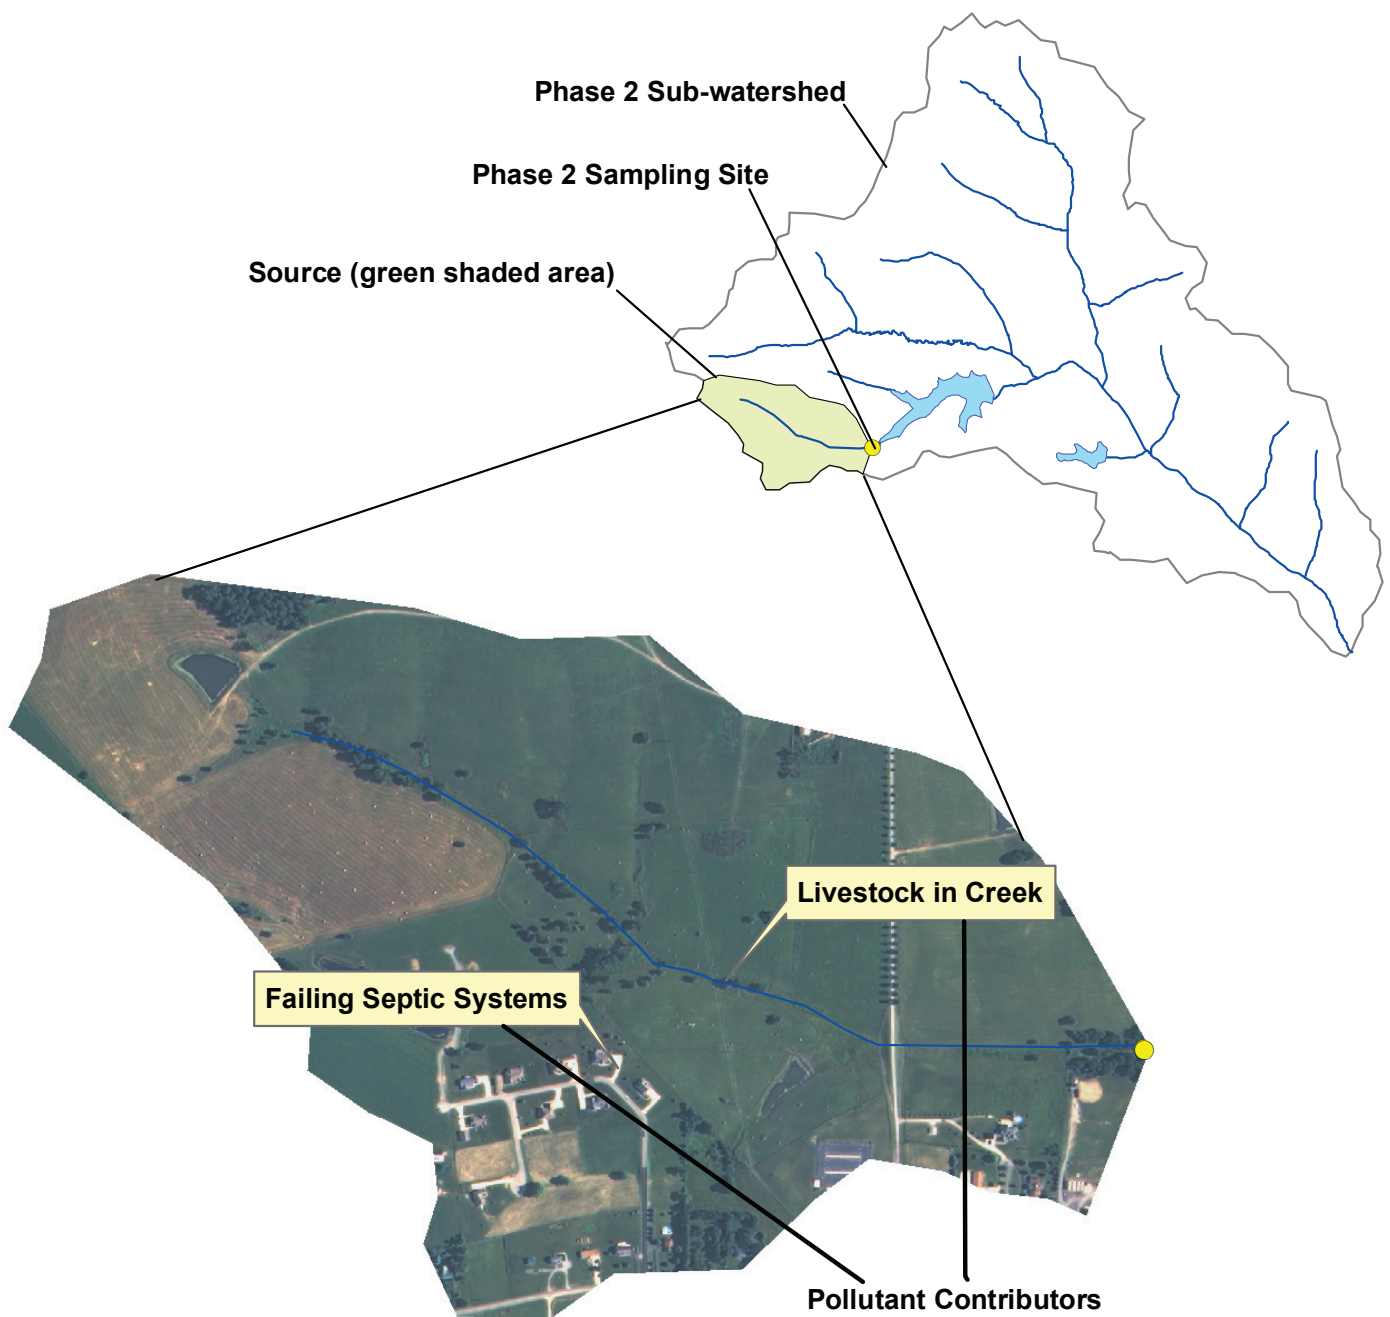 Phase 2 Sub-watershed
Phase 2 Sampling Site
Source (green shaded area)
Livestock in Creek
Failing Septic Systems
Pollutant Contributors